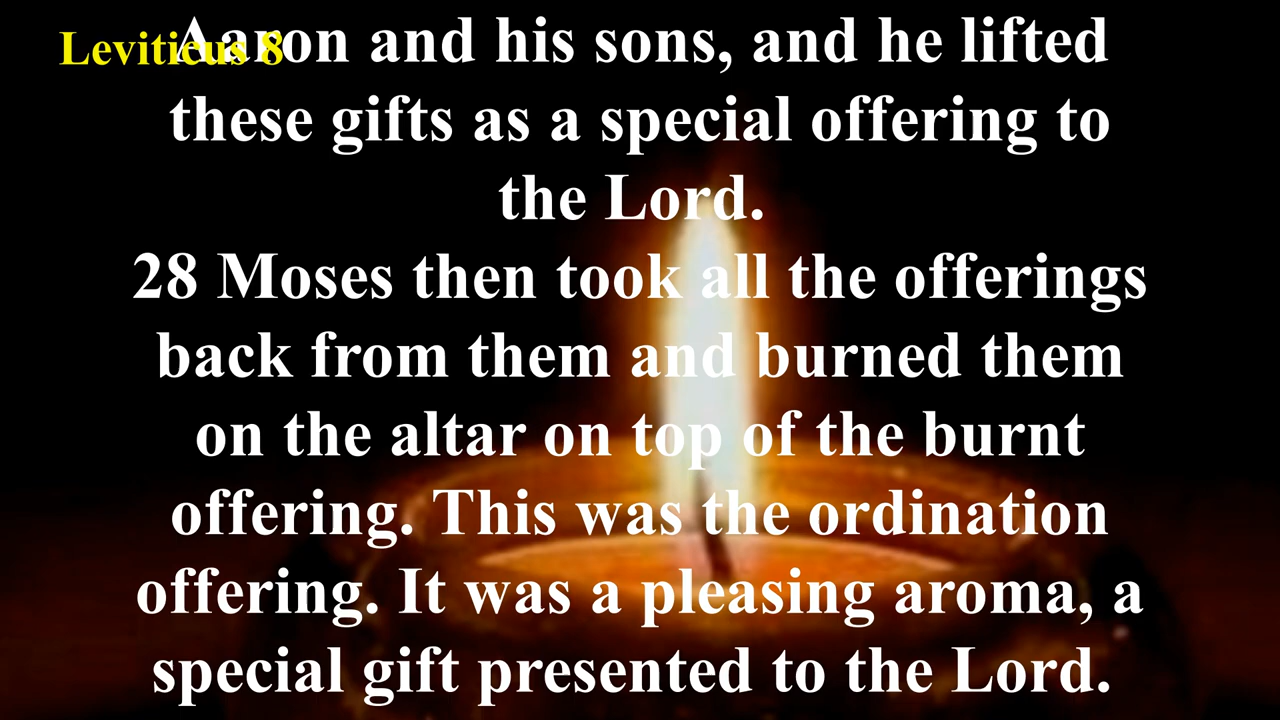 Leviticus 8
Aaron and his sons, and he lifted
these gifts as a special offering to
the Lord.
28 Moses then took all the offerings
back from them and burned them
on the altar on top of the burnt
offering. This was the ordination
offering. It was a pleasing aroma, a
special gift presented to the Lord.